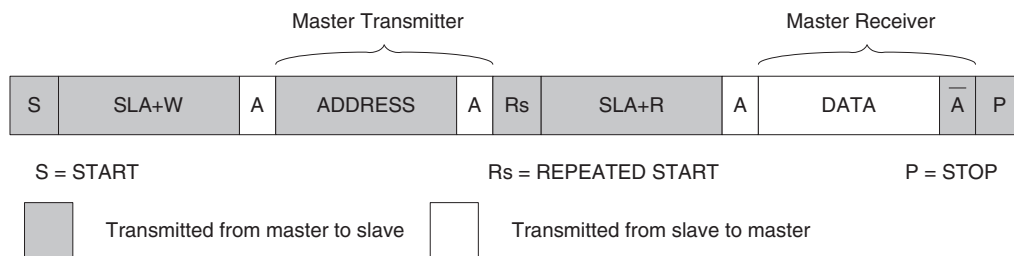 Master Transmitter Master Receiver
S SLA+W A ADDRESS A Rs SLA+R A DATA A̅ P
S = START Rs = REPEATED START P = STOP
Transmitted from master to slave Transmitted from slave to master